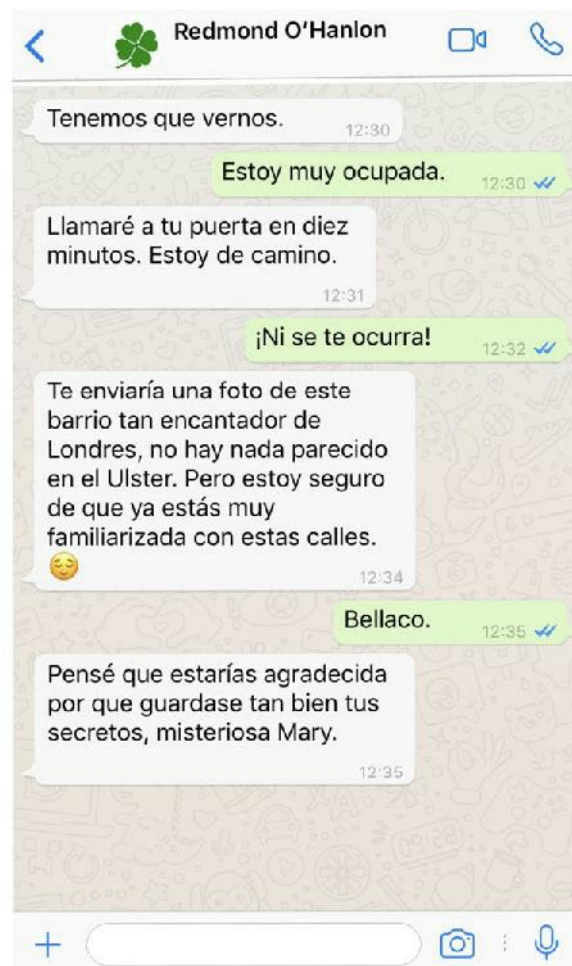 Redmond O'Hanlon
Tenemos que vernos.
12:30
Estoy muy ocupada.
12:30
Llamaré a tu puerta en diez
minutos. Estoy de camino.
12:31
¡Ni se te ocurra!
12:32
Te enviaría una foto de este
barrio tan encantador de
Londres, no hay nada parecido
en el Ulster. Pero estoy seguro
de que ya estás muy
familiarizada con estas calles.
😌
12:34
Bellaco.
12:35
Pensé que estarías agradecida
por que guardase tan bien tus
secretos, misteriosa Mary.
12:35